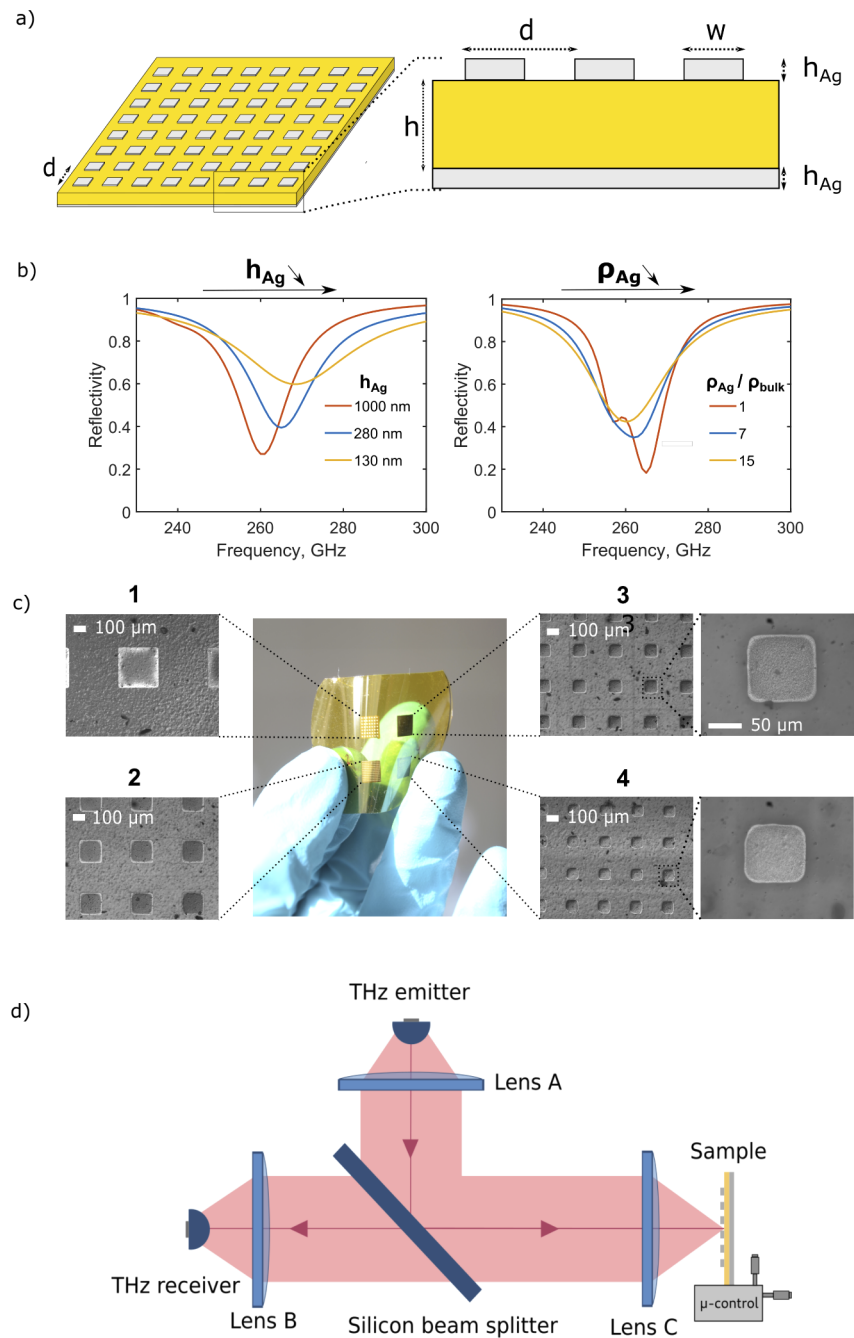 a)
d
w
h_Ag
h
d
h_Ag
b)
h_Ag ↘
ρ_Ag ↘
1
0.8
0.6
0.4
0.2
0
240
260
280
300
Reflectivity
Frequency, GHz
h_Ag
1000 nm
280 nm
130 nm
1
0.8
0.6
0.4
0.2
0
240
260
280
300
Reflectivity
Frequency, GHz
ρ_Ag / ρ_bulk
1
7
15
c)
1
100 µm
3
100 µm
3
50 µm
2
100 µm
4
100 µm
d)
THz emitter
Lens A
Sample
THz receiver
Lens B
Silicon beam splitter
Lens C
µ-control